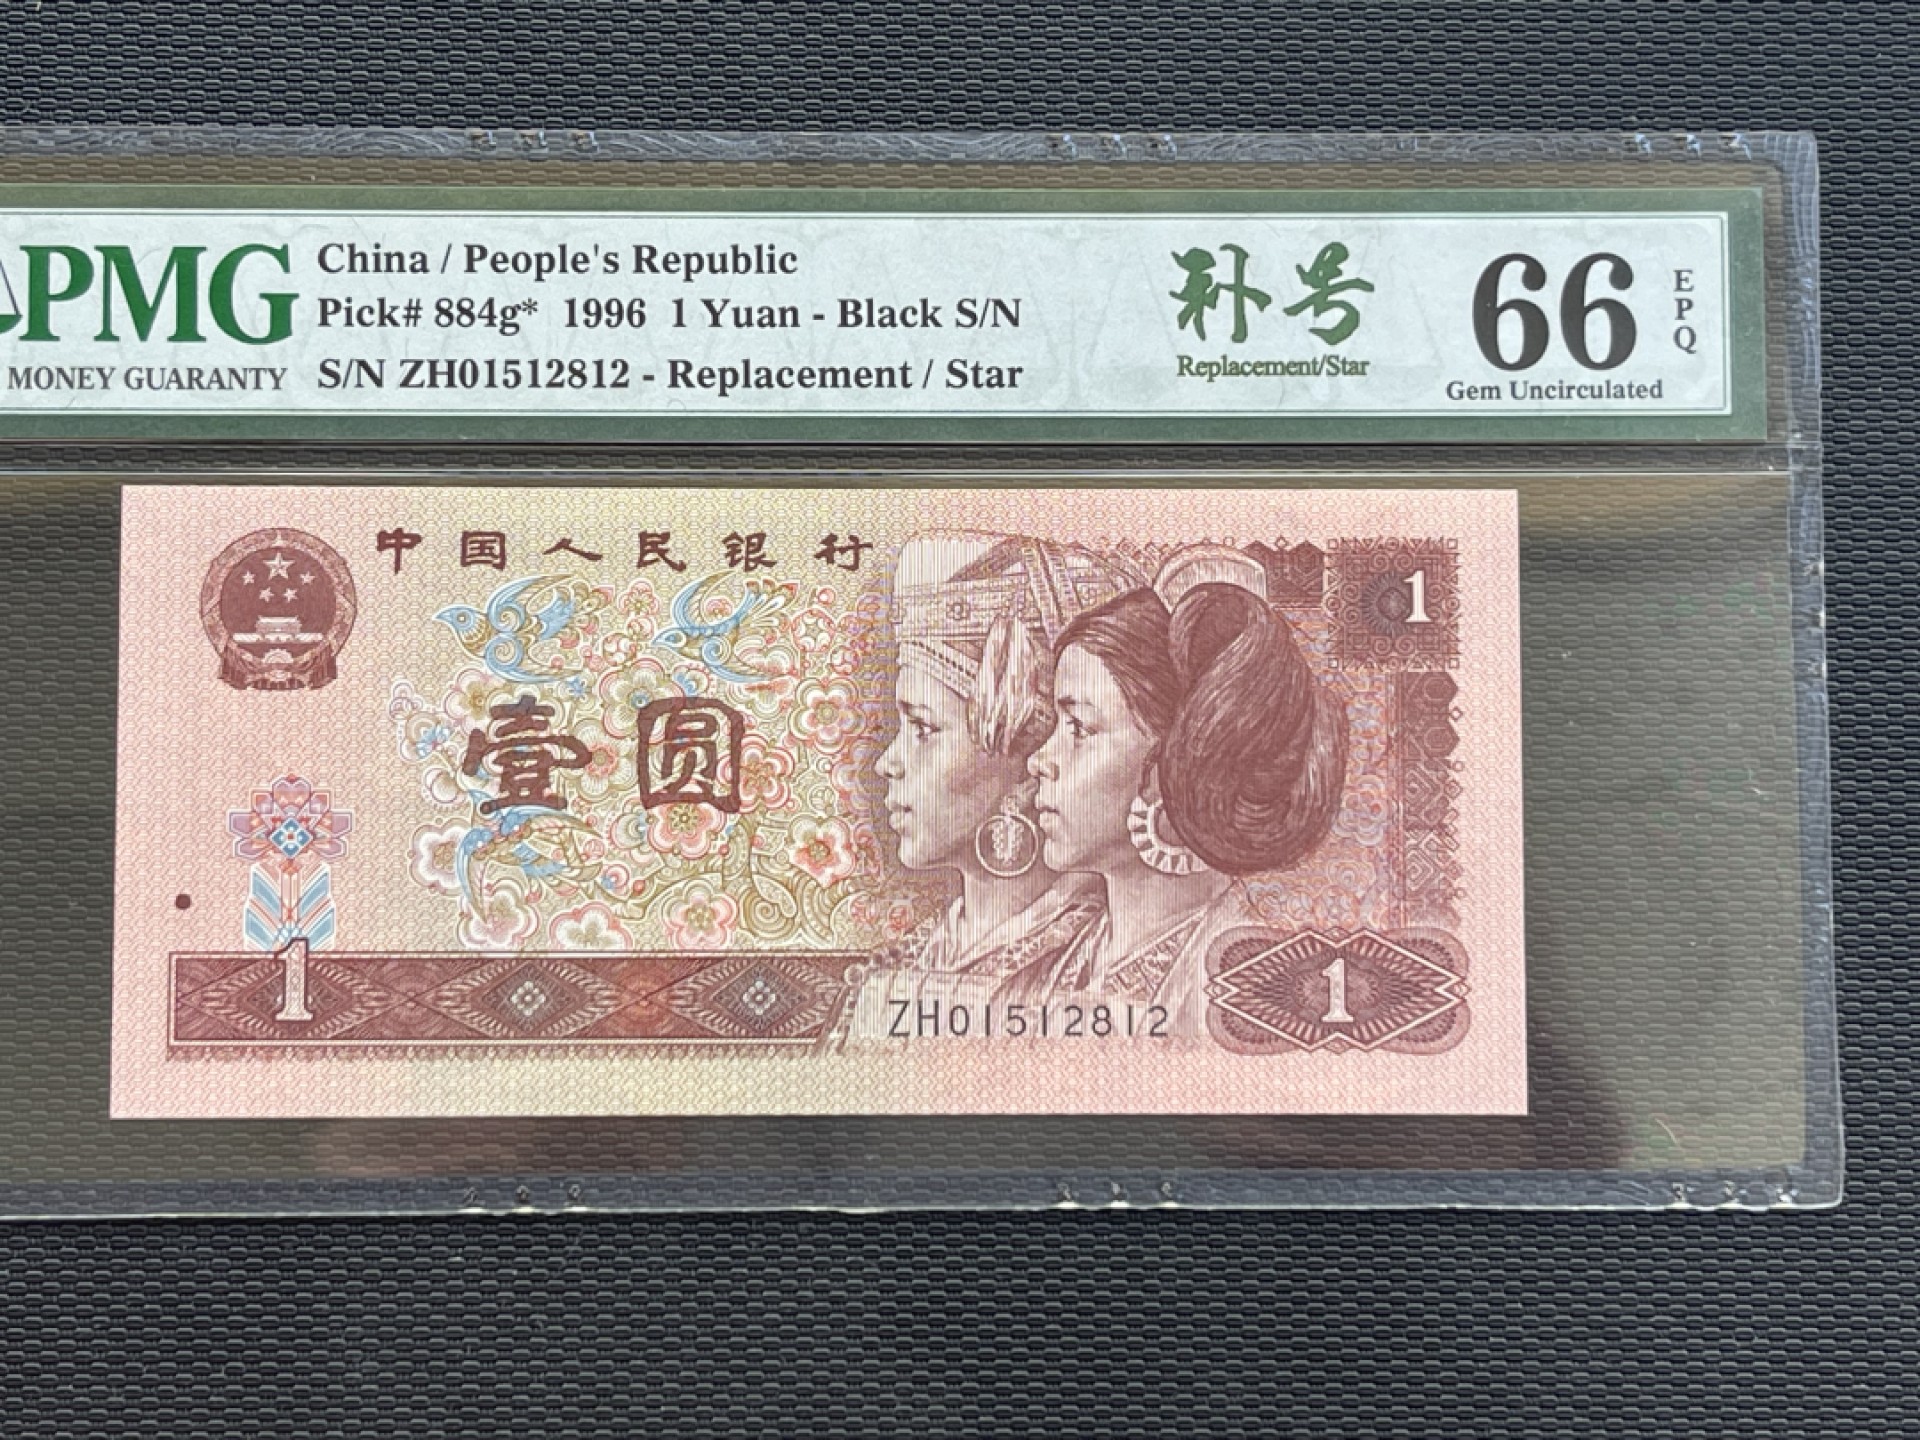 PMG
MONEY GUARANTY
China / People's Republic
Pick# 884g* 1996 1 Yuan - Black S/N
S/N ZH01512812 - Replacement / Star
补号
Replacement/Star
66
EPQ
Gem Uncirculated
中国人民银行
1
壹圆
1
ZH01512812
1